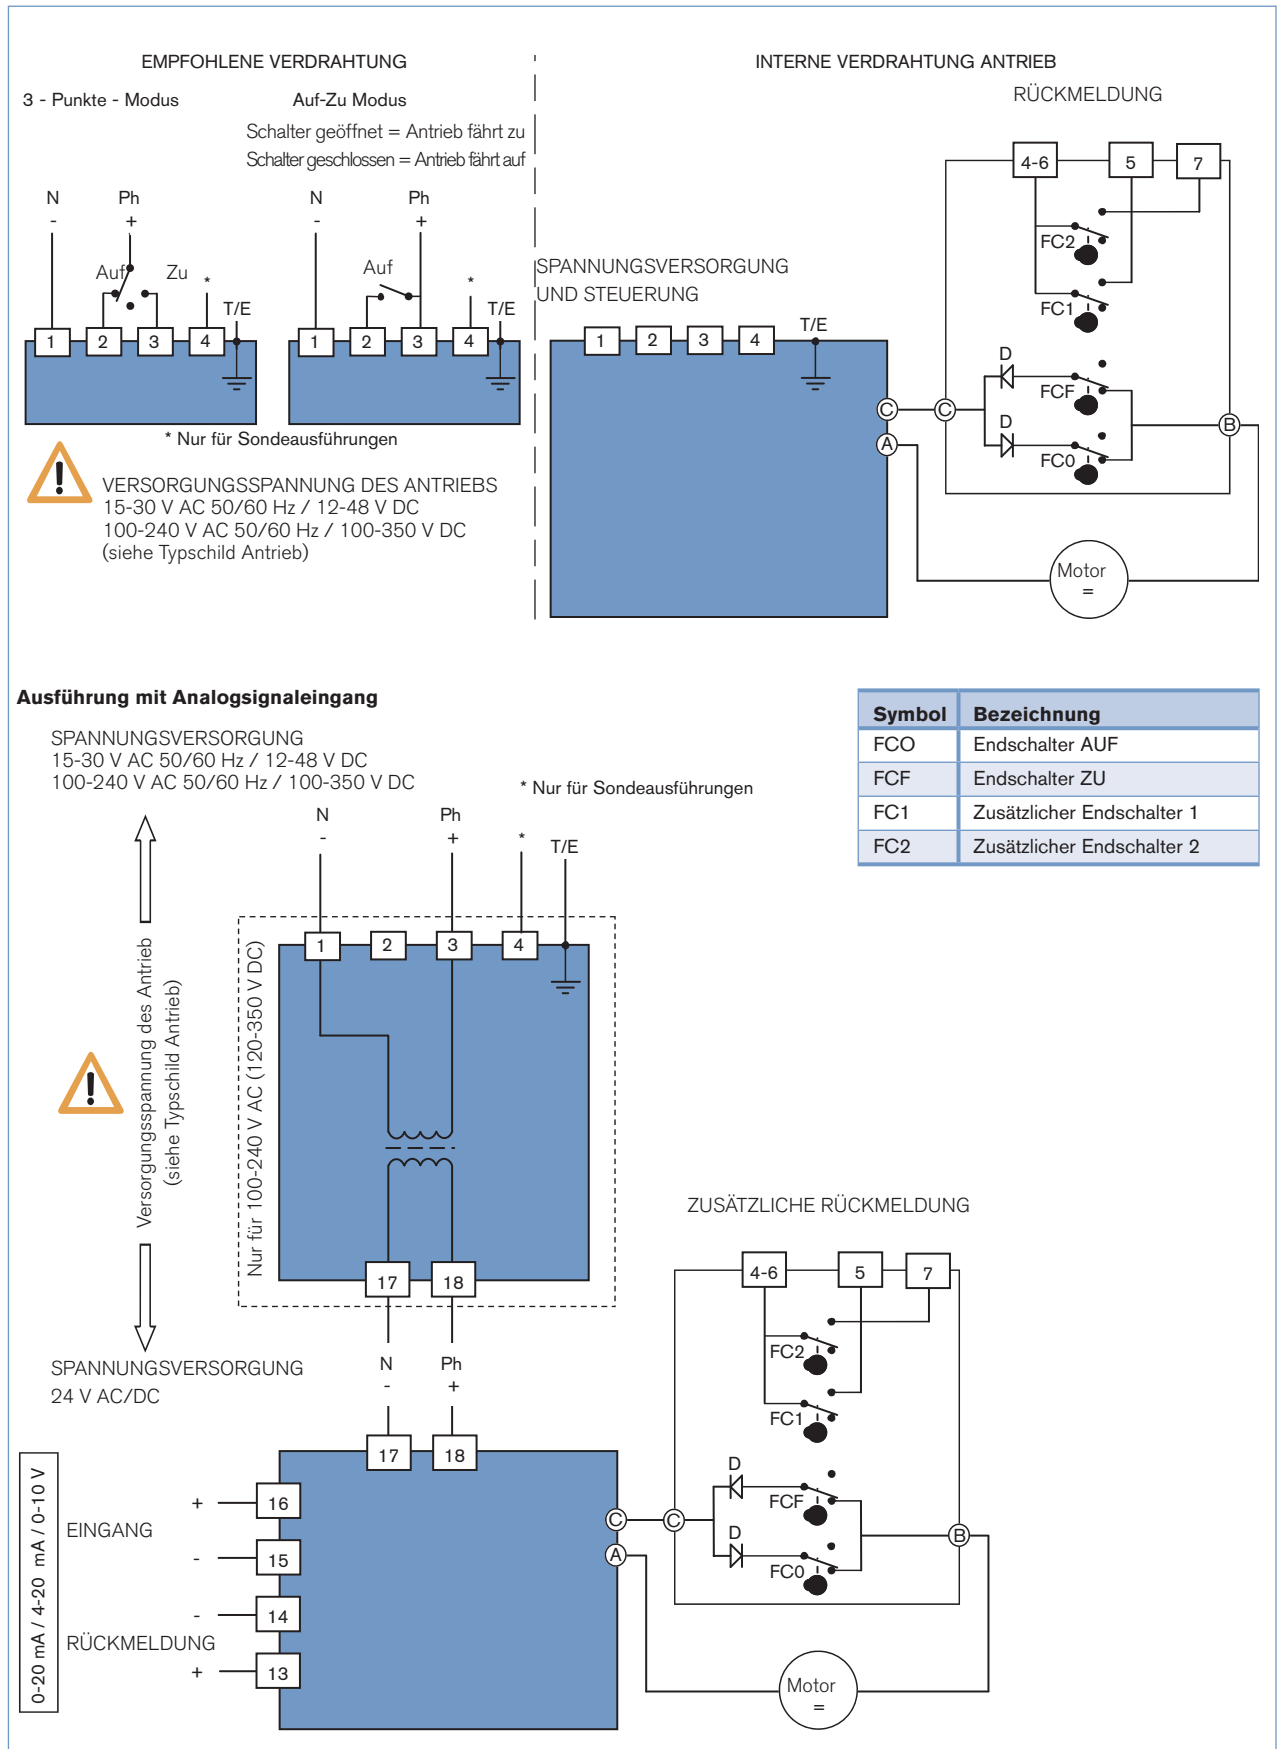 EMPFOHLENE VERDRAHTUNG
3 - Punkte - Modus
Auf-Zu Modus
Schalter geöffnet = Antrieb fährt zu
Schalter geschlossen = Antrieb fährt auf
N
-
Ph
+
Auf
Zu
*
T/E
1
2
3
4
N
-
Ph
+
Auf
*
T/E
1
2
3
4
* Nur für Sondeausführungen
VERSORGUNGSSPANNUNG DES ANTRIEBS
15-30 V AC 50/60 Hz / 12-48 V DC
100-240 V AC 50/60 Hz / 100-350 V DC
(siehe Typschild Antrieb)
INTERNE VERDRAHTUNG ANTRIEB
RÜCKMELDUNG
SPANNUNGSVERSORGUNG
UND STEUERUNG
1
2
3
4
T/E
C
A
4-6
5
7
FC2
FC1
D
FCF
C
D
FC0
B
Motor
=
Ausführung mit Analogsignaleingang
SPANNUNGSVERSORGUNG
15-30 V AC 50/60 Hz / 12-48 V DC
100-240 V AC 50/60 Hz / 100-350 V DC
* Nur für Sondeausführungen
Symbol Bezeichnung
FCO Endschalter AUF
FCF Endschalter ZU
FC1 Zusätzlicher Endschalter 1
FC2 Zusätzlicher Endschalter 2
N
-
Ph
+
*
T/E
1
2
3
4
Nur für 100-240 V AC (120-350 V DC)
Versorgungsspannung des Antrieb
(siehe Typschild Antrieb)
17
18
SPANNUNGSVERSORGUNG
24 V AC/DC
N
-
Ph
+
17
18
0-20 mA / 4-20 mA / 0-10 V
EINGANG
+
16
-
15
RÜCKMELDUNG
-
14
+
13
C
A
ZUSÄTZLICHE RÜCKMELDUNG
4-6
5
7
FC2
FC1
D
FCF
C
D
FC0
B
Motor
=